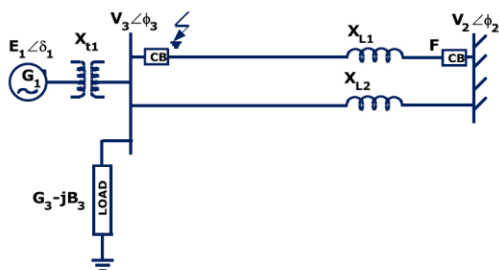 V3∠ϕ3
V2∠ϕ2
E1∠δ1
Xt1
XL1
F
CB
CB
G1
XL2
LOAD
G3-jB3